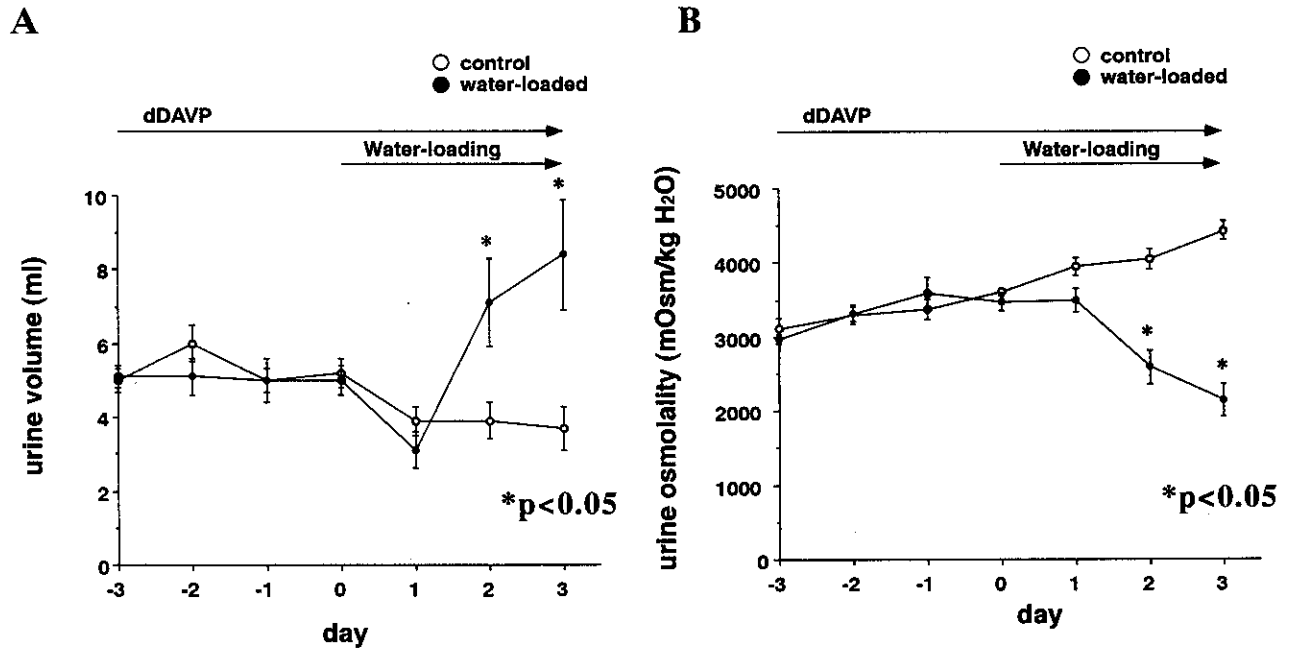 A
control
water-loaded
dDAVP
Water-loading
urine volume (ml)
10
8
6
4
2
0
*
*
*p<0.05
-3 -2 -1 0 1 2 3
day
B
control
water-loaded
dDAVP
Water-loading
urine osmolality (mOsm/kg H2O)
5000
4000
3000
2000
1000
0
*
*
*p<0.05
-3 -2 -1 0 1 2 3
day